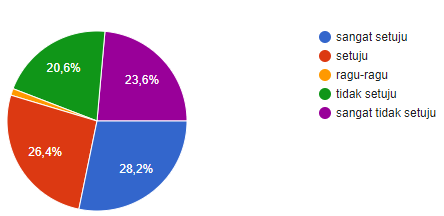 sangat setuju
setuju
ragu-ragu
tidak setuju
sangat tidak setuju
20,6%
23,6%
26,4%
28,2%